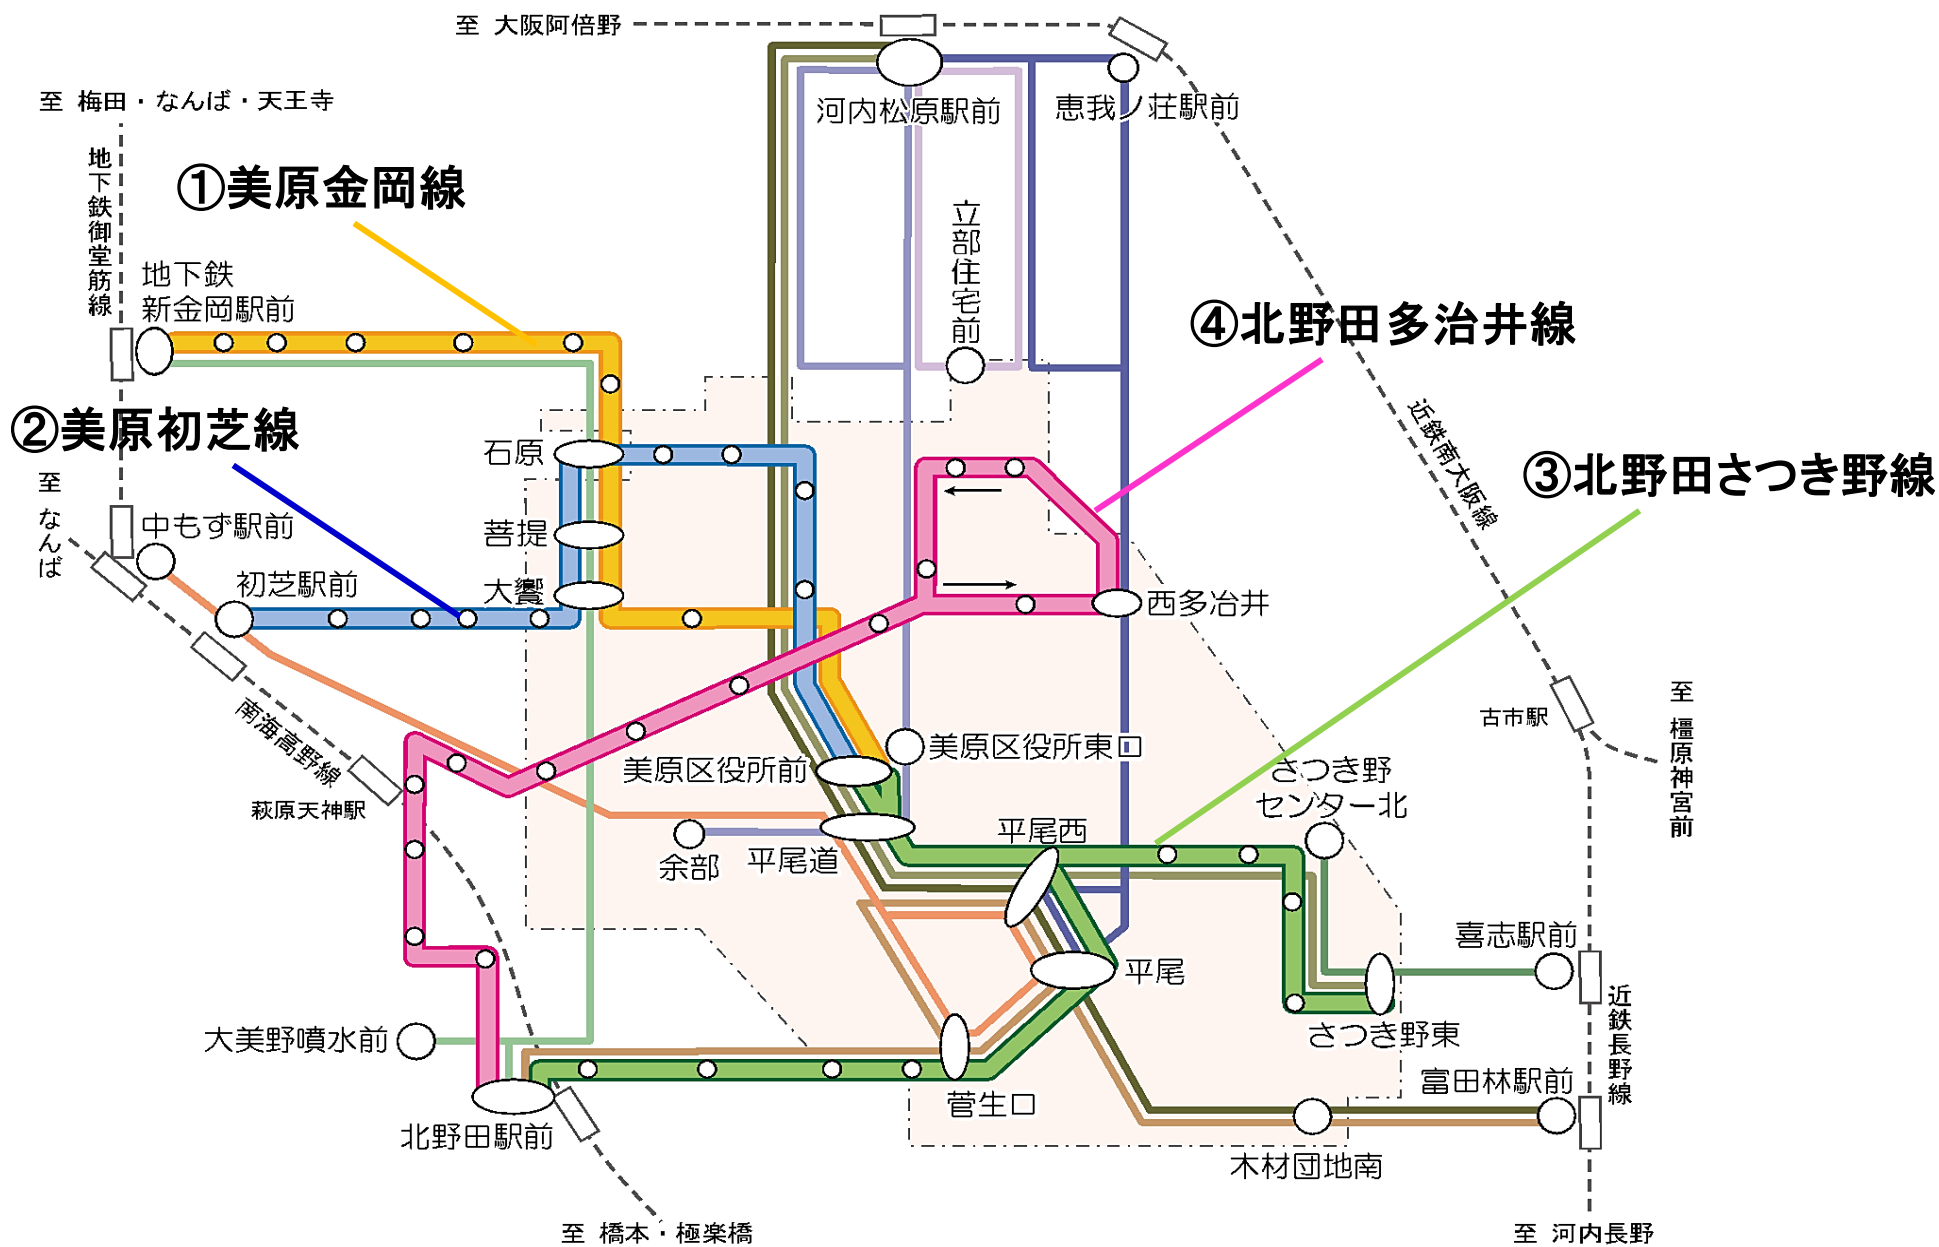 至 大阪阿倍野
至 梅田・なんば・天王寺
河内松原駅前
恵我ノ荘駅前
地下鉄御堂筋線
①美原金岡線
立部住宅前
地下鉄
新金岡駅前
④北野田多治井線
②美原初芝線
近鉄南大阪線
③北野田さつき野線
石原
至 なんば
中もず駅前
菩提
初芝駅前
大饗
西多治井
南海高野線
古市駅
至 橿原神宮前
美原区役所東口
美原区役所前
さつき野
センター北
萩原天神駅
平尾西
余部
平尾道
喜志駅前
平尾
大美野噴水前
さつき野東
近鉄長野線
富田林駅前
菅生口
北野田駅前
木材団地南
至 橋本・極楽橋
至 河内長野